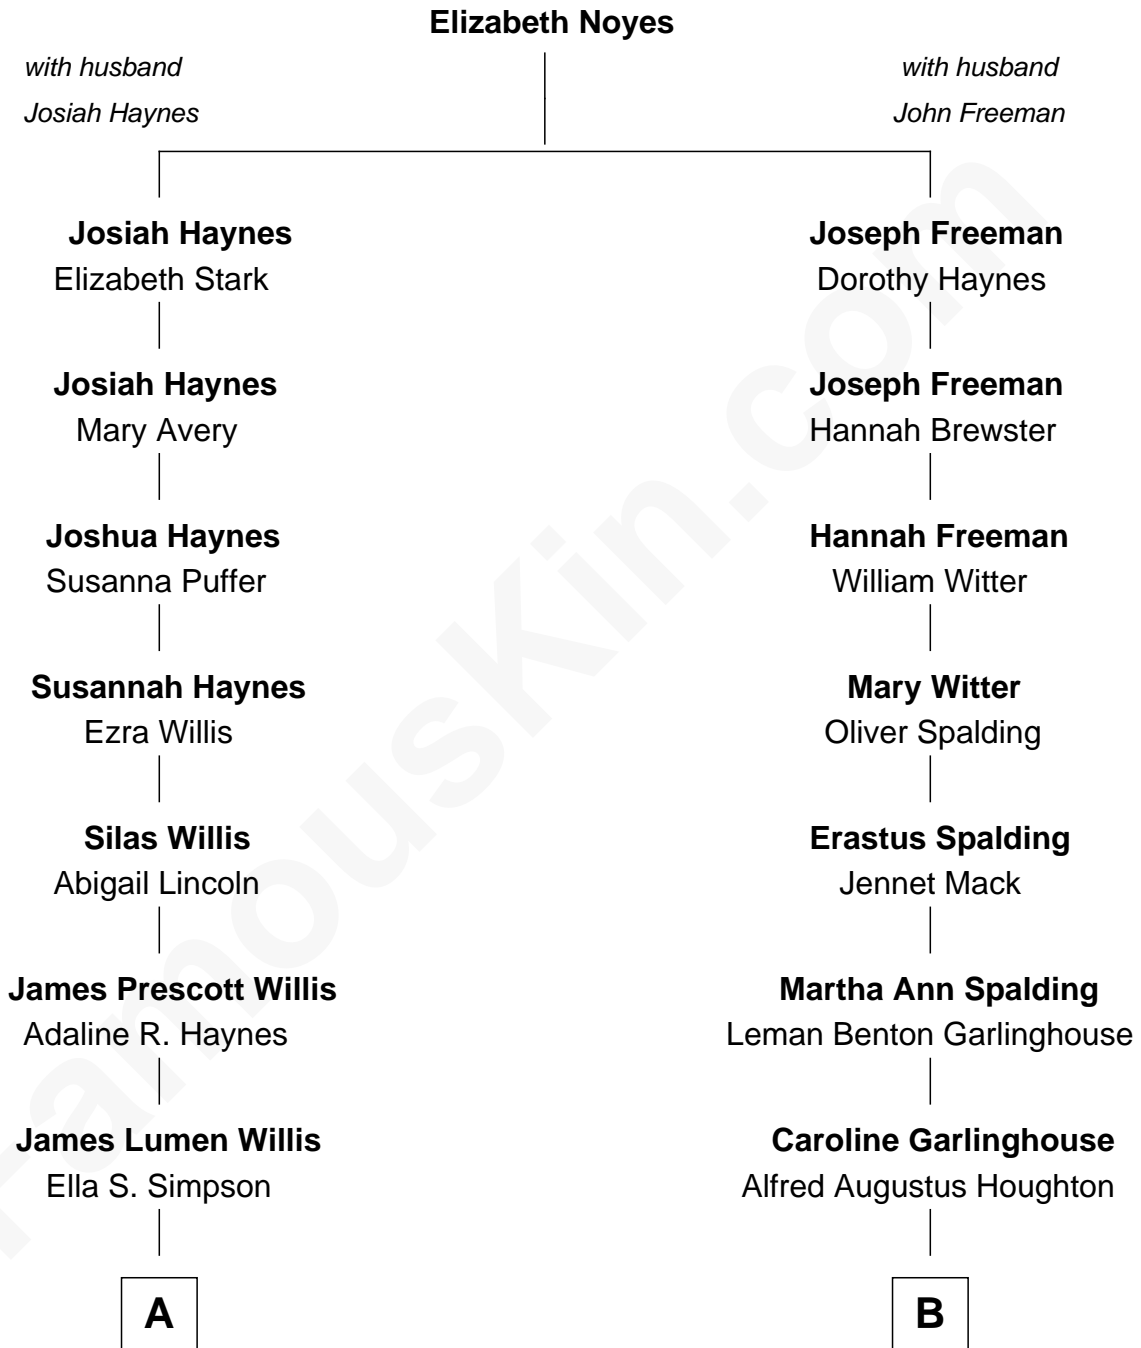 Elizabeth Noyes
with husband
Josiah Haynes
with husband
John Freeman
Josiah Haynes
Elizabeth Stark
Joseph Freeman
Dorothy Haynes
Josiah Haynes
Mary Avery
Joseph Freeman
Hannah Brewster
Joshua Haynes
Susanna Puffer
Hannah Freeman
William Witter
Susannah Haynes
Ezra Willis
Mary Witter
Oliver Spalding
Silas Willis
Abigail Lincoln
Erastus Spalding
Jennet Mack
James Prescott Willis
Adaline R. Haynes
Martha Ann Spalding
Leman Benton Garlinghouse
James Lumen Willis
Ella S. Simpson
Caroline Garlinghouse
Alfred Augustus Houghton
A
B
FamousKin.com